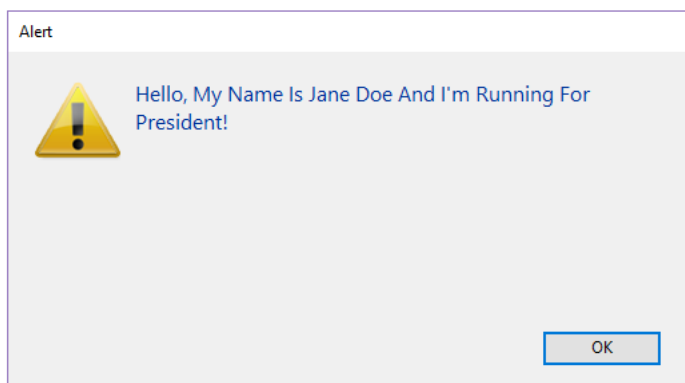 Alert
Hello, My Name Is Jane Doe And I'm Running For
President!
OK